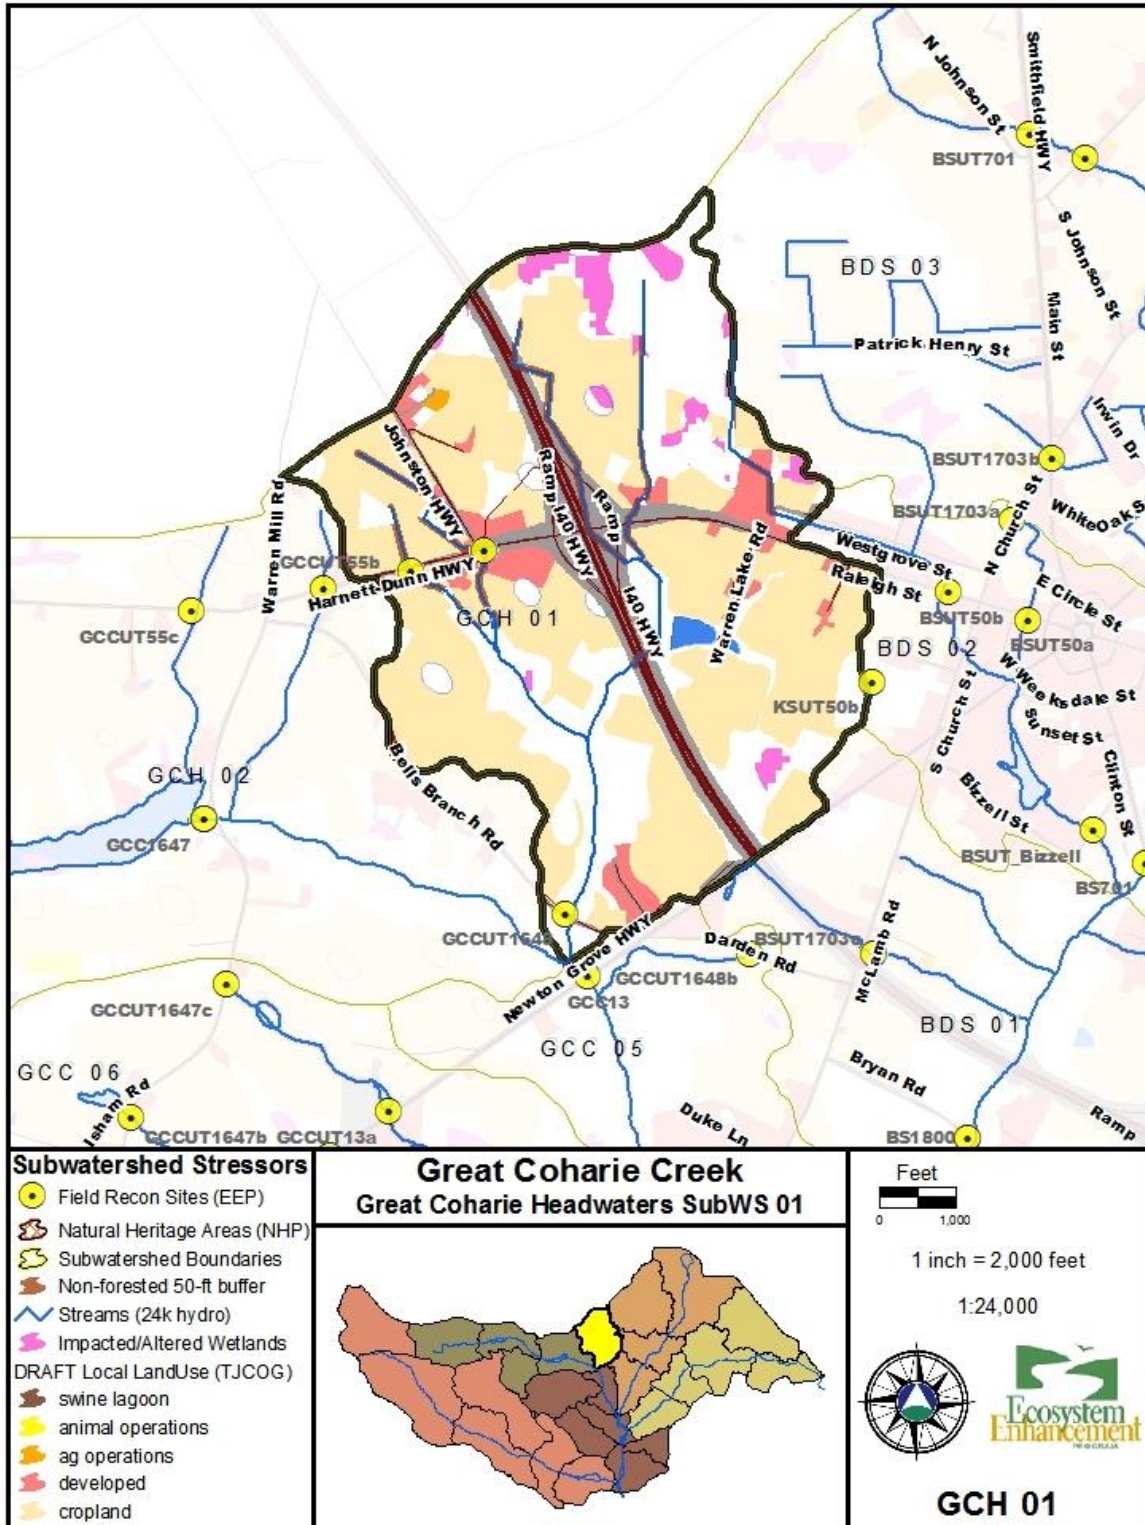 N Johnson St
Smithfield HWY
BSUT701
S Johnson St
BDS 03
Main St
Patrick Henry St
Irwin Dr
Johnston HWY
BSUT1703b
Ramp
I40 HWY
Ramp
Warren Mill Rd
BSUT1703a
N Church St
GCCUT55b
Westgrove St
Harnett-Dunn HWY
Raleigh St
E Circle St
GCCUT55c
GCH 01
I40 HWY
Warren Lake Rd
BSUT50b
BSUT50a
BDS 02
W Weeksdale St
KSUT50b
S Church St
Sunset St
Clinton St
GCH 02
Bells Branch Rd
Bizzell St
GCC1647
BSUT_Bizzell
BS701
McLamb Rd
GCCUT1648
Newton Grove HWY
Darden Rd
GCCUT1648b
GCC13
GCCUT1647c
BDS 01
GCC 05
GCC 06
Isham Rd
Bryan Rd
Duke Ln
Ramp
GCCUT1647b
GCCUT13a
BS1800
Subwatershed Stressors
Field Recon Sites (EEP)
Natural Heritage Areas (NHP)
Subwatershed Boundaries
Non-forested 50-ft buffer
Streams (24k hydro)
Impacted/Altered Wetlands
DRAFT Local LandUse (TJCOG)
swine lagoon
animal operations
ag operations
developed
cropland
Great Coharie Creek
Great Coharie Headwaters SubWS 01
Feet
0 1,000
1 inch = 2,000 feet
1:24,000
Ecosystem
Enhancement
GCH 01